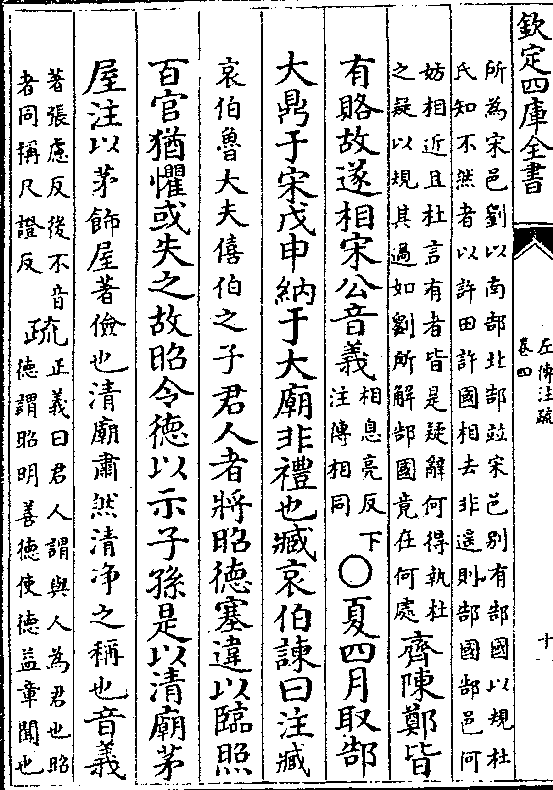 欽定四庫全書
左傳注疏
卷四
十一
所為宋邑劉以南郜北郜竝宋邑别有郜國以規杜
氏知不然者以許田許國相去非遥則郜國郜邑何
妨相近且杜言有者皆是疑辭何得執杜
之疑以規其過如劉所解郜國竟在何處
齊陳鄭皆
有賂故遂相宋公音義
相息亮反下
注傳相同
○夏四月取郜
大鼎于宋戊申納于大廟非禮也臧哀伯諫曰注臧
哀伯魯大夫僖伯之子君人者將昭德塞違以臨照
百官猶懼或失之故昭令德以示子孫是以清廟茅
屋注以茅飾屋著儉也清廟肅然清净之稱也音義
著張慮反後不音
者同稱尺證反
疏
正義曰君人謂與人為君也昭
德謂昭明善德使德益章聞也